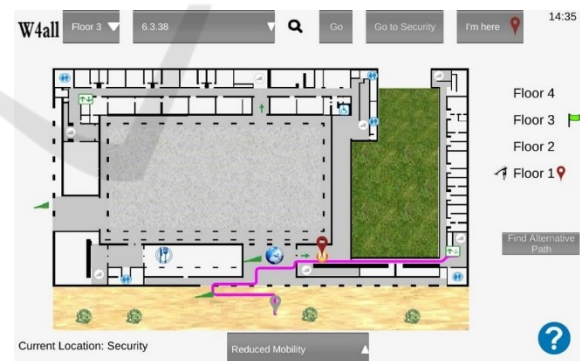 W4all
Floor 3
6.3.38
Go
Go to Security
I'm here
14:35
Floor 4
Floor 3
Floor 2
Floor 1
Find Alternative
Path
Current Location: Security
Reduced Mobility
?